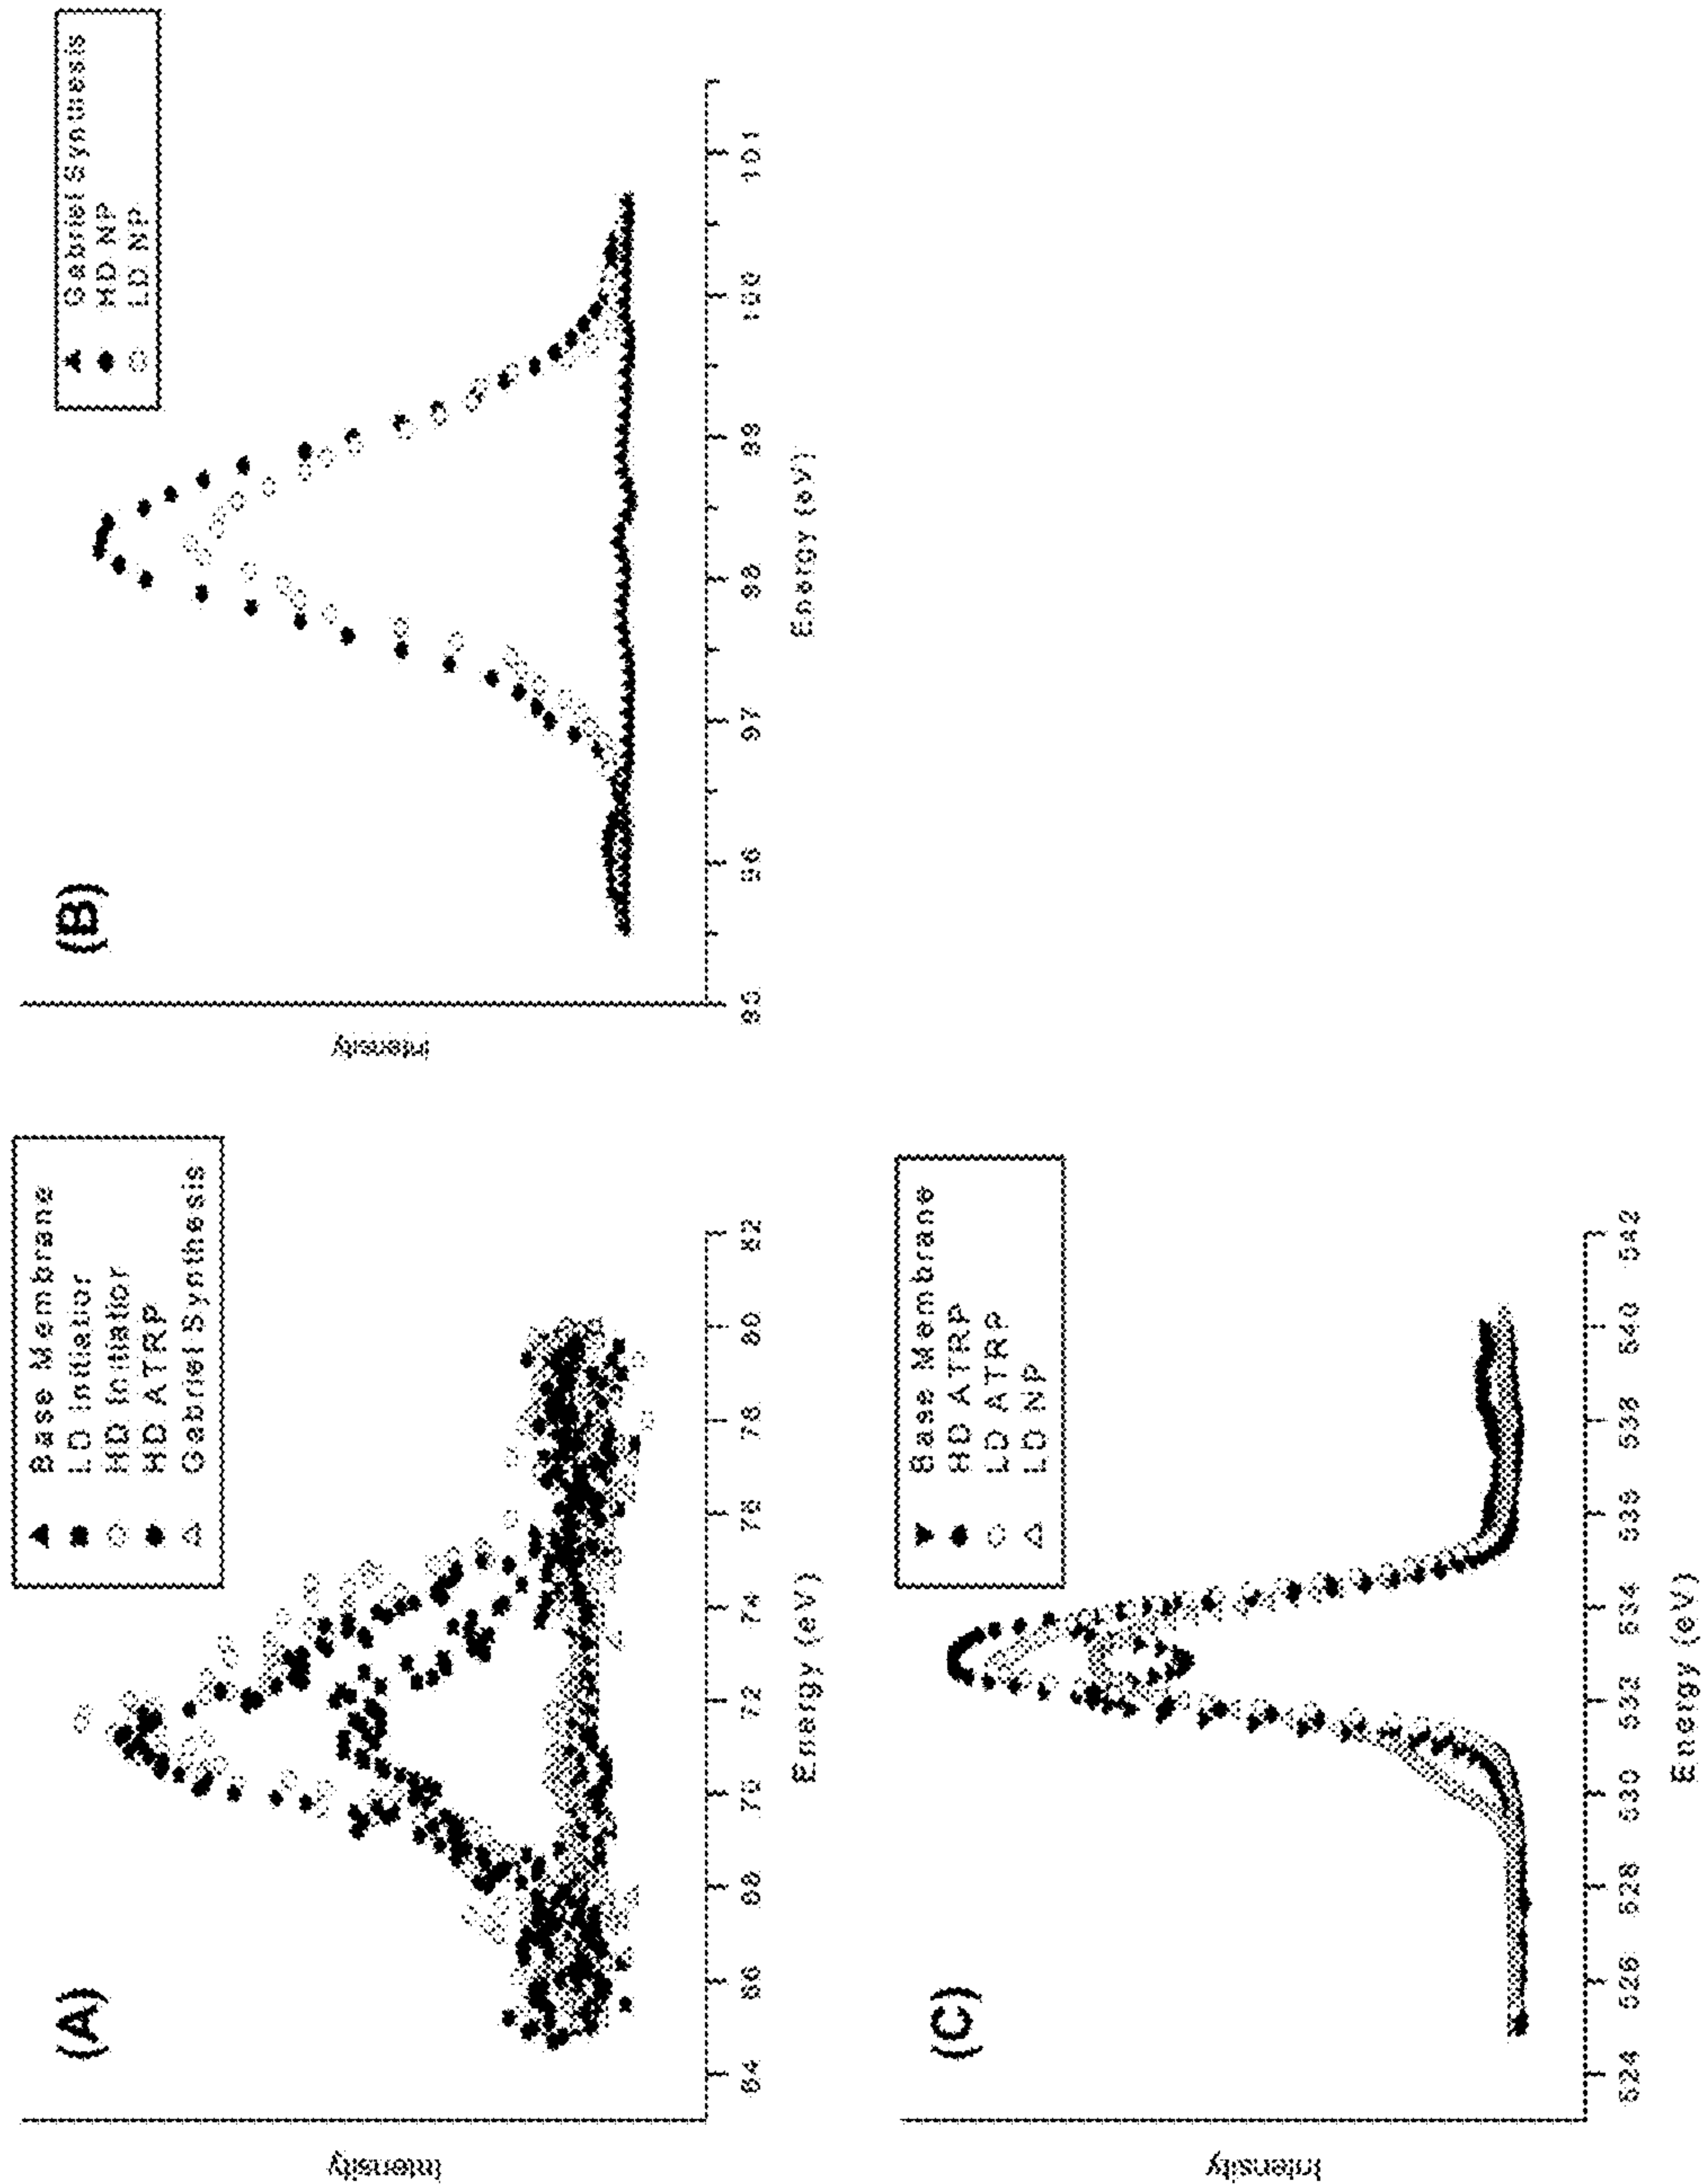 (A)
Intensity
Base Membrane
LD Initiator
HD Initiator
HD ATRP
Gabriel Synthesis
64 66 68 70 72 74 76 78 80 82
Energy (eV)
(B)
Intensity
Gabriel Synthesis
HD NP
LD NP
95 96 97 98 99 100 101
Energy (eV)
(C)
Intensity
Base Membrane
HD ATRP
LD ATRP
LD NP
524 526 528 530 532 534 536 538 540 542
Energy (eV)